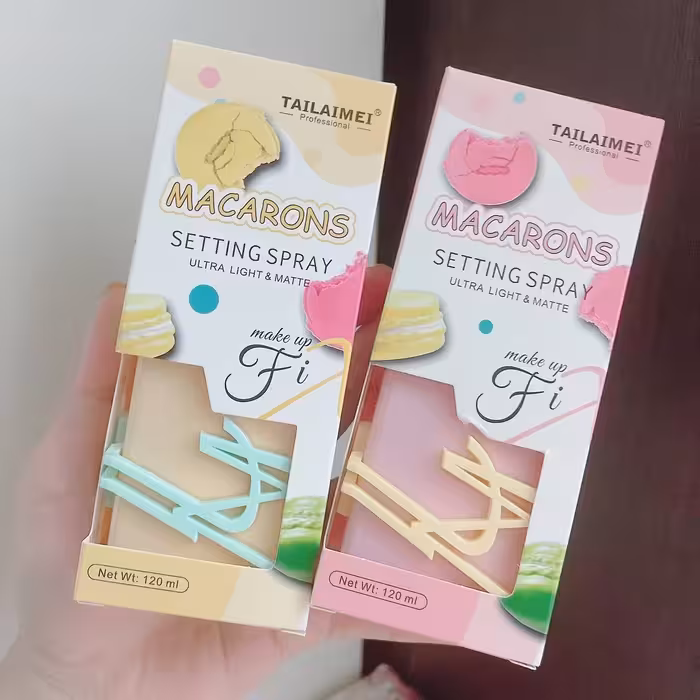 TAILAIMEI®
Professional
MACARONS
SETTING SPRAY
ULTRA LIGHT & MATTE
make up
Fi
Net Wt: 120 ml
TAILAIMEI®
Professional
MACARONS
SETTING SPRAY
ULTRA LIGHT & MATTE
make up
Fi
Net Wt: 120 ml